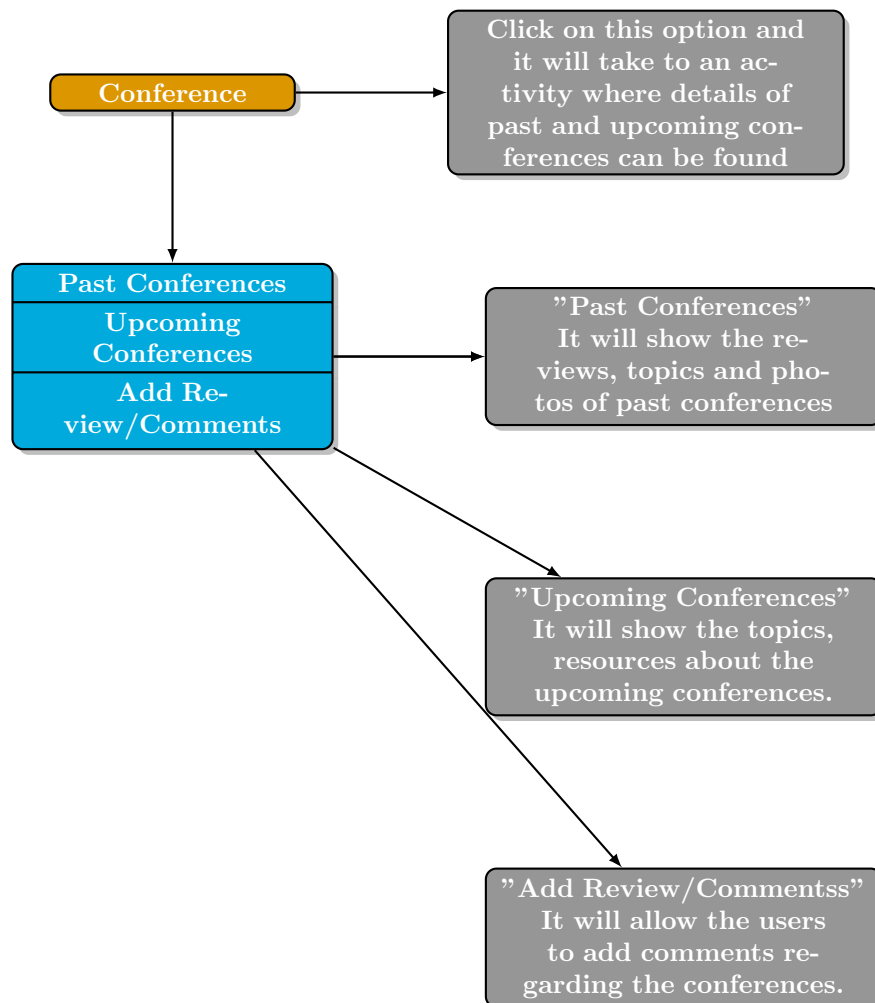 Conference
Click on this option and
it will take to an ac-
tivity where details of
past and upcoming con-
ferences can be found
Past Conferences
Upcoming
Conferences
Add Re-
view/Comments
”Past Conferences”
It will show the re-
views, topics and pho-
tos of past conferences
”Upcoming Conferences”
It will show the topics,
resources about the
upcoming conferences.
”Add Review/Commentss”
It will allow the users
to add comments re-
garding the conferences.